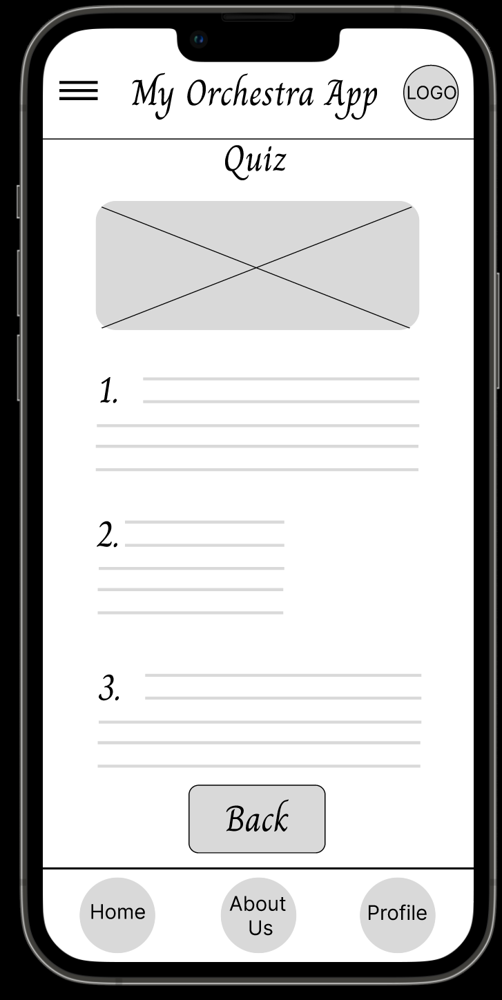 My Orchestra App
LOGO
Quiz
1.
2.
3.
Back
Home
About
Us
Profile